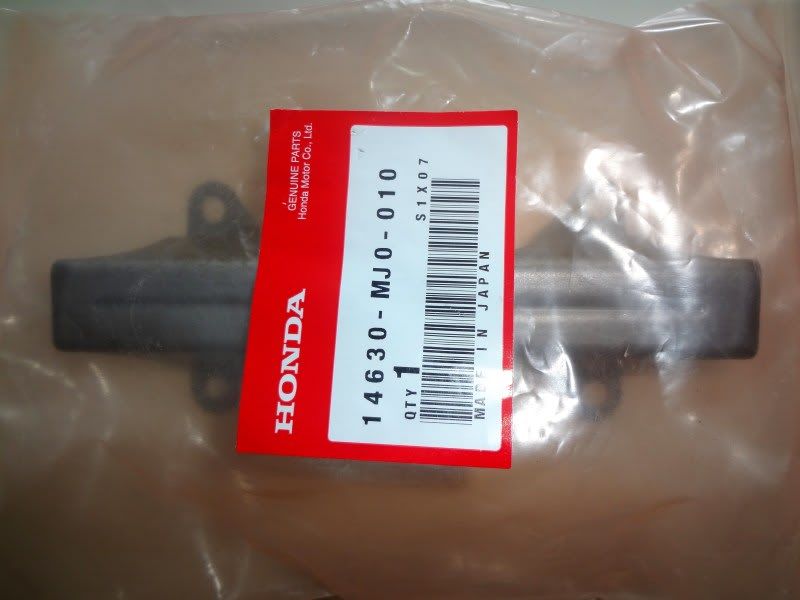 GENUINE PARTS
Honda Motor Co., Ltd.
HONDA
14630-MJ0-010
S1X07
QTY 1
MADE IN JAPAN